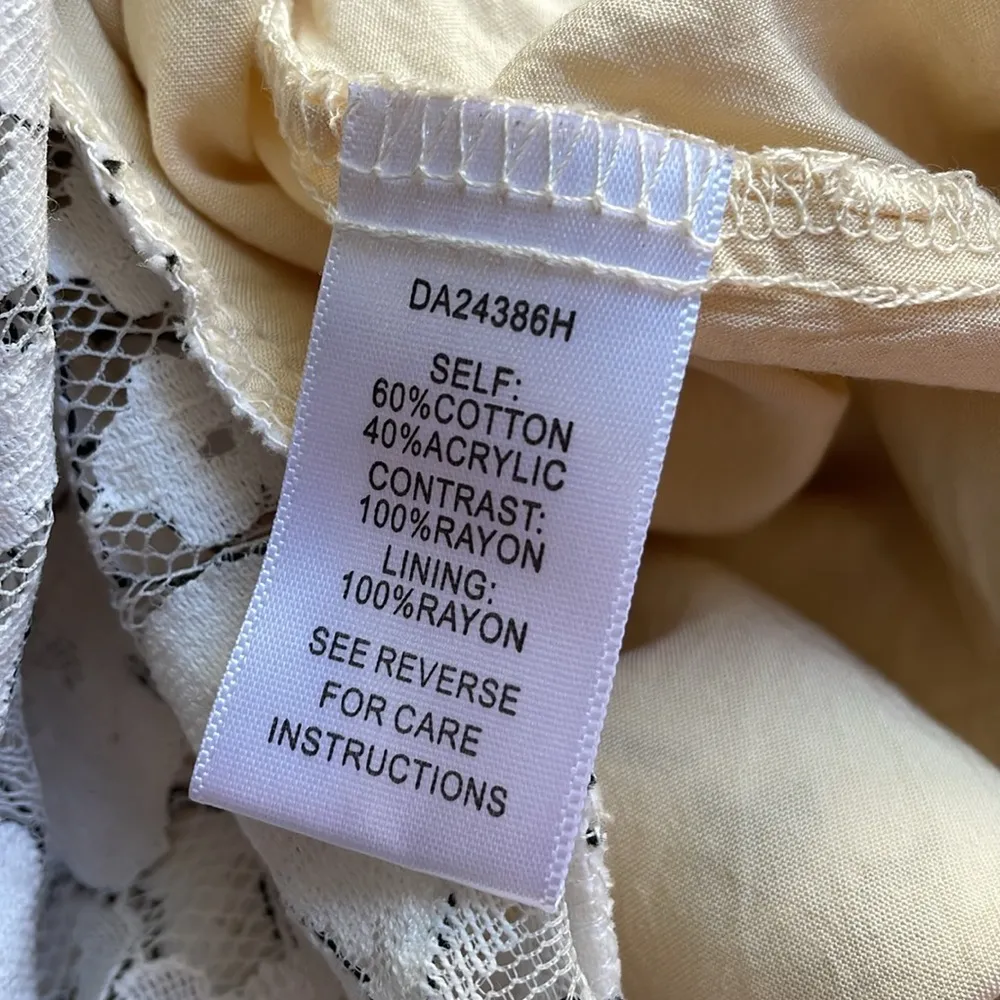 DA24386H
SELF:
60%COTTON
40%ACRYLIC
CONTRAST:
100%RAYON
LINING:
100%RAYON
SEE REVERSE
FOR CARE
INSTRUCTIONS